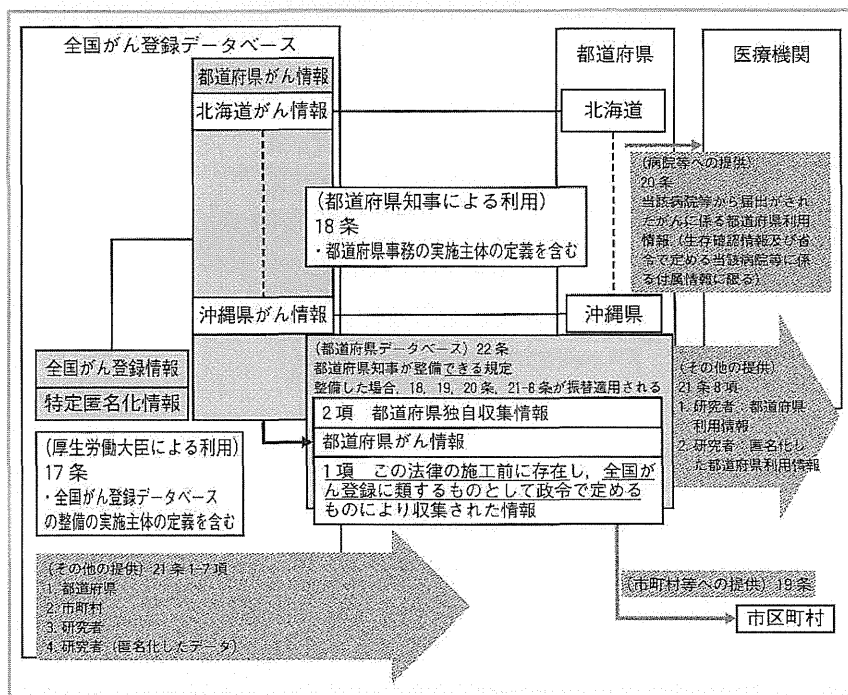 全国がん登録データベース
都道府県がん情報
北海道がん情報
沖縄県がん情報
都道府県
北海道
沖縄県
医療機関
(病院等への提供)
20条
当該病院等から届出がさ
れたがんに係る都道府県利用
情報(生存確認情報及び省
令で定める当該病院等に係
る付属情報に限る)
(都道府県知事による利用)
18条
・都道府県事務の実施主体の定義を含む
全国がん登録情報
特定匿名化情報
(厚生労働大臣による利用)
17条
・全国がん登録データベース
の整備の実施主体の定義を含む
(都道府県データベース) 22条
都道府県知事が整備できる規定
整備した場合, 18, 19, 20条, 21-6条が振替適用される
2項 都道府県独自収集情報
都道府県がん情報
1項 この法律の施工前に存在し, 全国が
ん登録に類するものとして政令で定める
ものにより収集された情報
(その他の提供)
21条8項
1. 研究者:都道府県
利用情報
2. 研究者:匿名化し
た都道府県利用情報
(その他の提供) 21条1-7項
1. 都道府県
2. 市町村
3. 研究者
4. 研究者(匿名化したデータ)
(市町村等への提供) 19条
市区町村